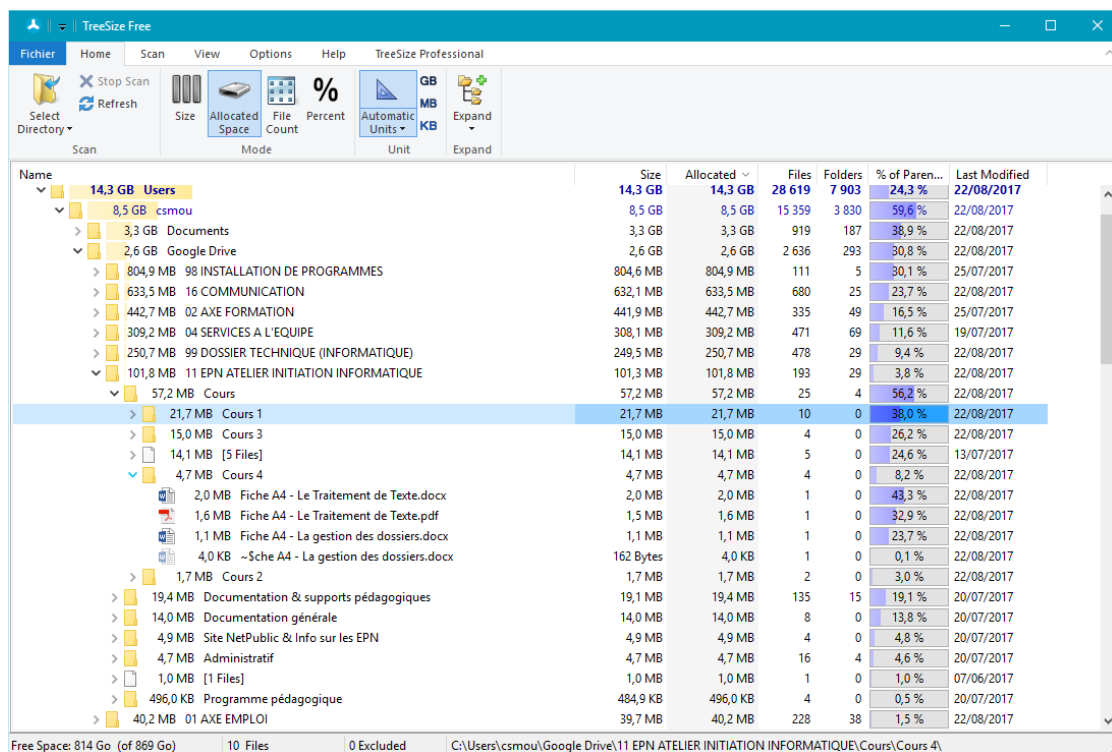 TreeSize Free
Fichier Home Scan View Options Help TreeSize Professional
Select Directory Stop Scan Refresh Size Allocated Space File Count % Percent Automatic Units GB MB KB Expand
Scan Mode Unit Expand
Name Size Allocated Files Folders % of Paren... Last Modified
14,3 GB Users 14,3 GB 14,3 GB 28 619 7 903 24,3 % 22/08/2017
8,5 GB csmou 8,5 GB 8,5 GB 15 359 3 830 59,6 % 22/08/2017
3,3 GB Documents 3,3 GB 3,3 GB 919 187 38,9 % 22/08/2017
2,6 GB Google Drive 2,6 GB 2,6 GB 2 636 293 30,8 % 22/08/2017
804,9 MB 98 INSTALLATION DE PROGRAMMES 804,6 MB 804,9 MB 111 5 30,1 % 25/07/2017
633,5 MB 16 COMMUNICATION 632,1 MB 633,5 MB 680 25 23,7 % 22/08/2017
442,7 MB 02 AXE FORMATION 441,9 MB 442,7 MB 335 49 16,5 % 25/07/2017
309,2 MB 04 SERVICES A L'EQUIPE 308,1 MB 309,2 MB 471 69 11,6 % 19/07/2017
250,7 MB 99 DOSSIER TECHNIQUE (INFORMATIQUE) 249,5 MB 250,7 MB 478 29 9,4 % 22/08/2017
101,8 MB 11 EPN ATELIER INITIATION INFORMATIQUE 101,3 MB 101,8 MB 193 29 3,8 % 22/08/2017
57,2 MB Cours 57,2 MB 57,2 MB 25 4 56,2 % 22/08/2017
21,7 MB Cours 1 21,7 MB 21,7 MB 10 0 38,0 % 22/08/2017
15,0 MB Cours 3 15,0 MB 15,0 MB 4 0 26,2 % 22/08/2017
14,1 MB [5 Files] 14,1 MB 14,1 MB 5 0 24,6 % 13/07/2017
4,7 MB Cours 4 4,7 MB 4,7 MB 4 0 8,2 % 22/08/2017
2,0 MB Fiche A4 - Le Traitement de Texte.docx 2,0 MB 2,0 MB 1 0 43,3 % 22/08/2017
1,6 MB Fiche A4 - Le Traitement de Texte.pdf 1,5 MB 1,6 MB 1 0 32,9 % 22/08/2017
1,1 MB Fiche A4 - La gestion des dossiers.docx 1,1 MB 1,1 MB 1 0 23,7 % 22/08/2017
4,0 KB ~$che A4 - La gestion des dossiers.docx 162 Bytes 4,0 KB 1 0 0,1 % 22/08/2017
1,7 MB Cours 2 1,7 MB 1,7 MB 2 0 3,0 % 22/08/2017
19,4 MB Documentation & supports pédagogiques 19,1 MB 19,4 MB 135 15 19,1 % 20/07/2017
14,0 MB Documentation générale 14,0 MB 14,0 MB 8 0 13,8 % 20/07/2017
4,9 MB Site NetPublic & Info sur les EPN 4,9 MB 4,9 MB 4 0 4,8 % 20/07/2017
4,7 MB Administratif 4,7 MB 4,7 MB 16 4 4,6 % 20/07/2017
1,0 MB [1 Files] 1,0 MB 1,0 MB 1 0 1,0 % 07/06/2017
496,0 KB Programme pédagogique 484,9 KB 496,0 KB 4 0 0,5 % 20/07/2017
40,2 MB 01 AXE EMPLOI 39,7 MB 40,2 MB 228 38 1,5 % 22/08/2017
Free Space: 814 Go (of 869 Go) 10 Files 0 Excluded C:\Users\csmou\Google Drive\11 EPN ATELIER INITIATION INFORMATIQUE\Cours\Cours 4\